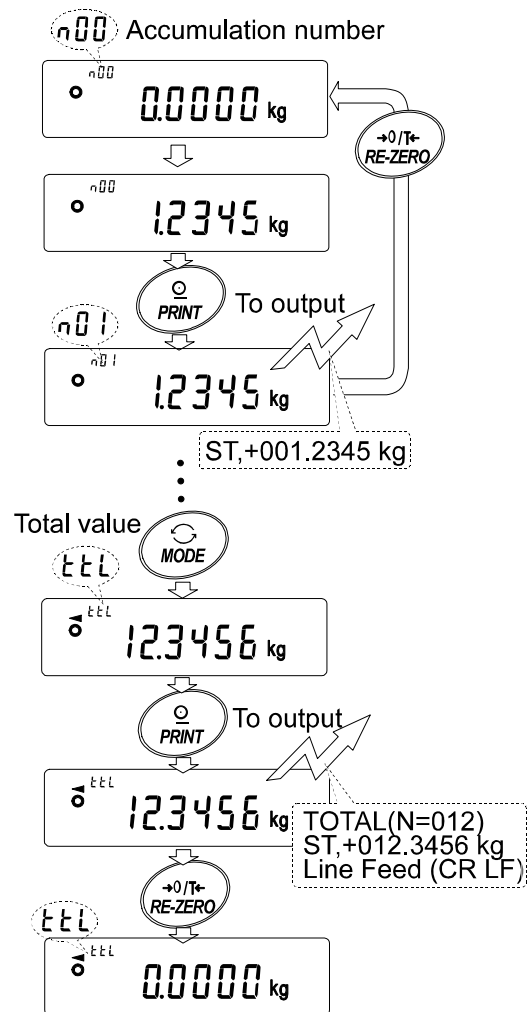 n00 Accumulation number
n00
0.0000 kg
→0/T←
RE-ZERO
n00
1.2345 kg
PRINT
To output
n01
n01
1.2345 kg
ST,+001.2345 kg
Total value
MODE
ttL
ttL
12.3456 kg
PRINT
To output
ttL
12.3456 kg
TOTAL(N=012)
ST,+012.3456 kg
Line Feed (CR LF)
→0/T←
RE-ZERO
ttL
ttL
0.0000 kg